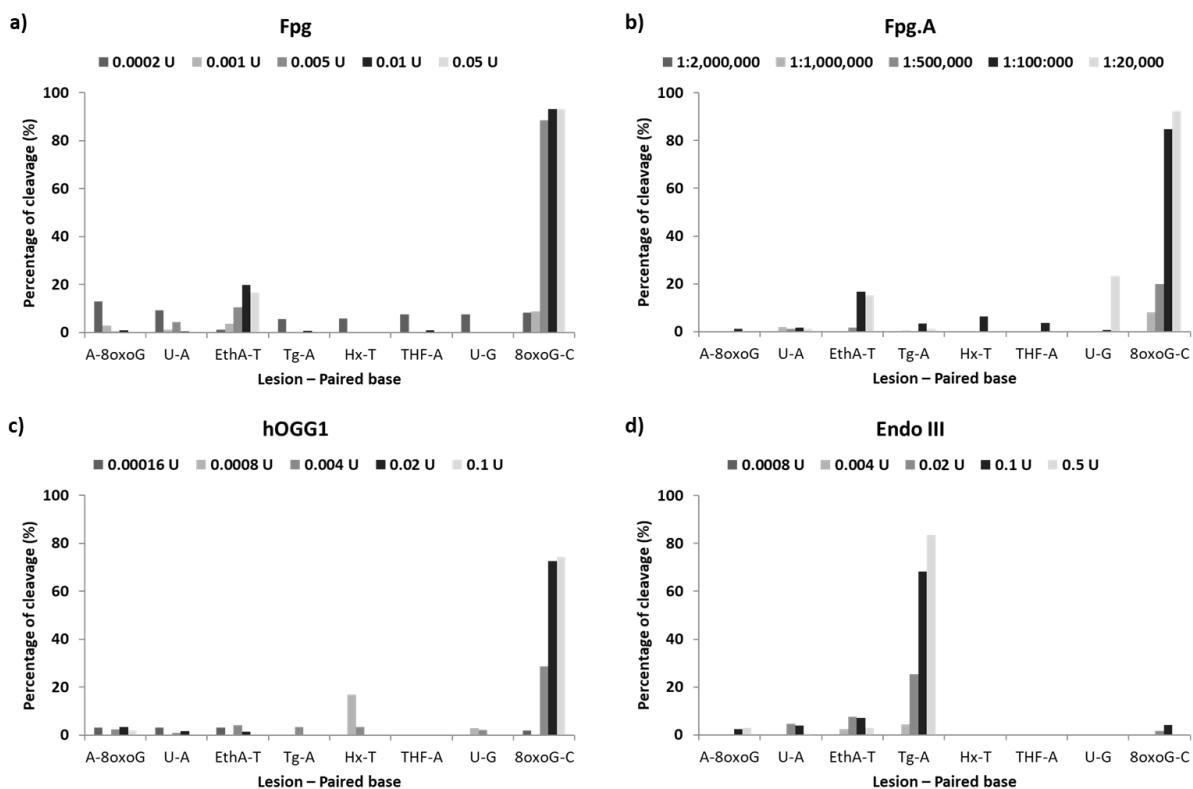 a)
Fpg
0.0002 U 0.001 U 0.005 U 0.01 U 0.05 U
Percentage of cleavage (%)
100
80
60
40
20
0
A-8oxoG U-A EthA-T Tg-A Hx-T THF-A U-G 8oxoG-C
Lesion – Paired base
b)
Fpg.A
1:2,000,000 1:1,000,000 1:500,000 1:100:000 1:20,000
Percentage of cleavage (%)
100
80
60
40
20
0
A-8oxoG U-A EthA-T Tg-A Hx-T THF-A U-G 8oxoG-C
Lesion – Paired base
c)
hOGG1
0.00016 U 0.0008 U 0.004 U 0.02 U 0.1 U
Percentage of cleavage (%)
100
80
60
40
20
0
A-8oxoG U-A EthA-T Tg-A Hx-T THF-A U-G 8oxoG-C
Lesion – Paired base
d)
Endo III
0.0008 U 0.004 U 0.02 U 0.1 U 0.5 U
Percentage of cleavage (%)
100
80
60
40
20
0
A-8oxoG U-A EthA-T Tg-A Hx-T THF-A U-G 8oxoG-C
Lesion – Paired base